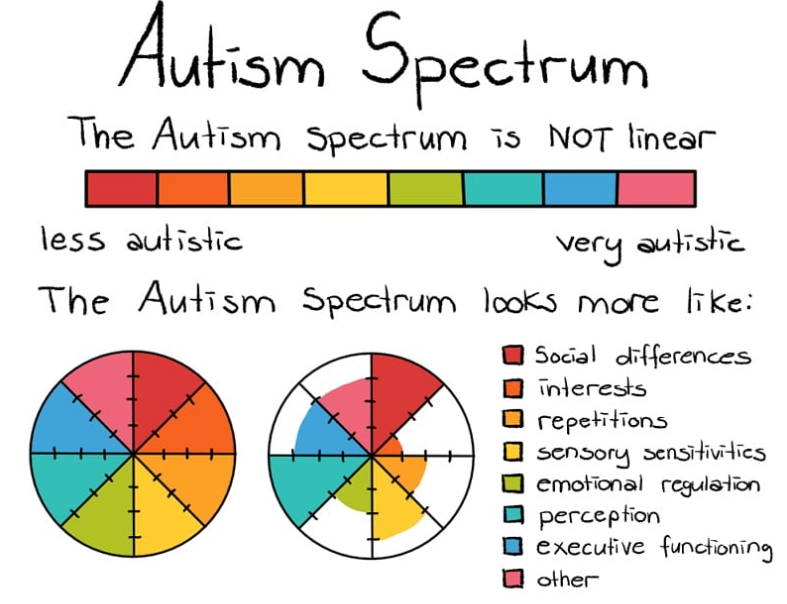 Autism Spectrum
The Autism Spectrum is NOT linear
less autistic very autistic
The Autism Spectrum looks more like:
Social differences
interests
repetitions
sensory sensitivities
emotional regulation
perception
executive functioning
other